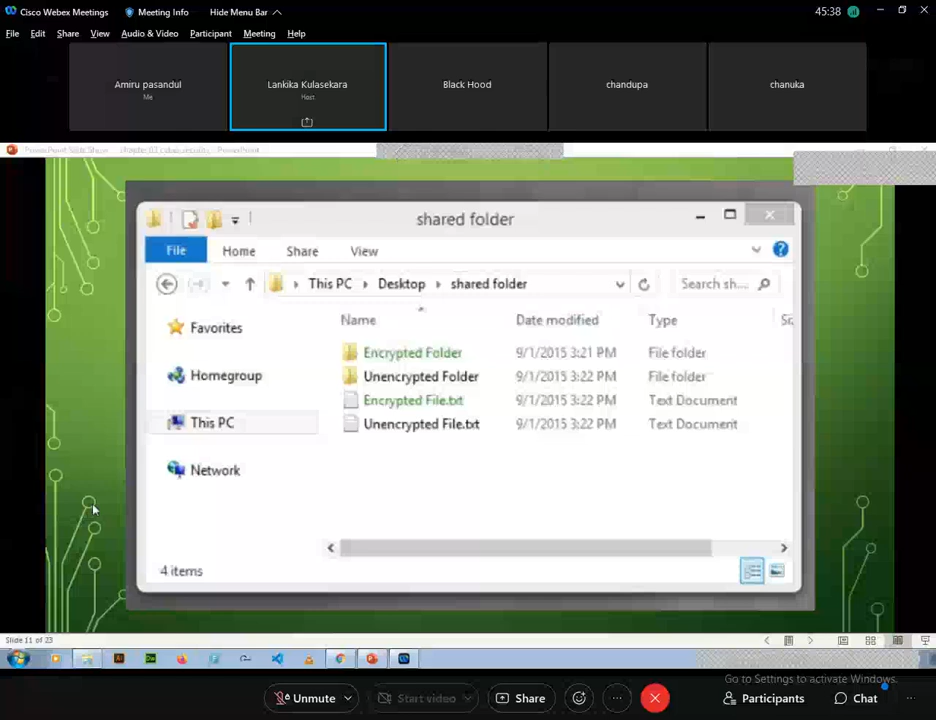 Cisco Webex Meetings Meeting Info Hide Menu Bar 45:38
File Edit Share View Audio & Video Participant Meeting Help
Amiru pasandul
Me
Lankika Kulasekara
Host
Black Hood
chandupa
chanuka
PowerPoint Slide Show - PowerPoint
shared folder
File Home Share View
This PC Desktop shared folder Search sh...
Name Date modified Type Si
Favorites
Homegroup
This PC
Network
Encrypted Folder 9/1/2015 3:21 PM File folder
Unencrypted Folder 9/1/2015 3:22 PM File folder
Encrypted File.txt 9/1/2015 3:22 PM Text Document
Unencrypted File.txt 9/1/2015 3:22 PM Text Document
4 items
Slide 11 of 23
Go to Settings to activate Windows.
Unmute Start video Share Participants Chat